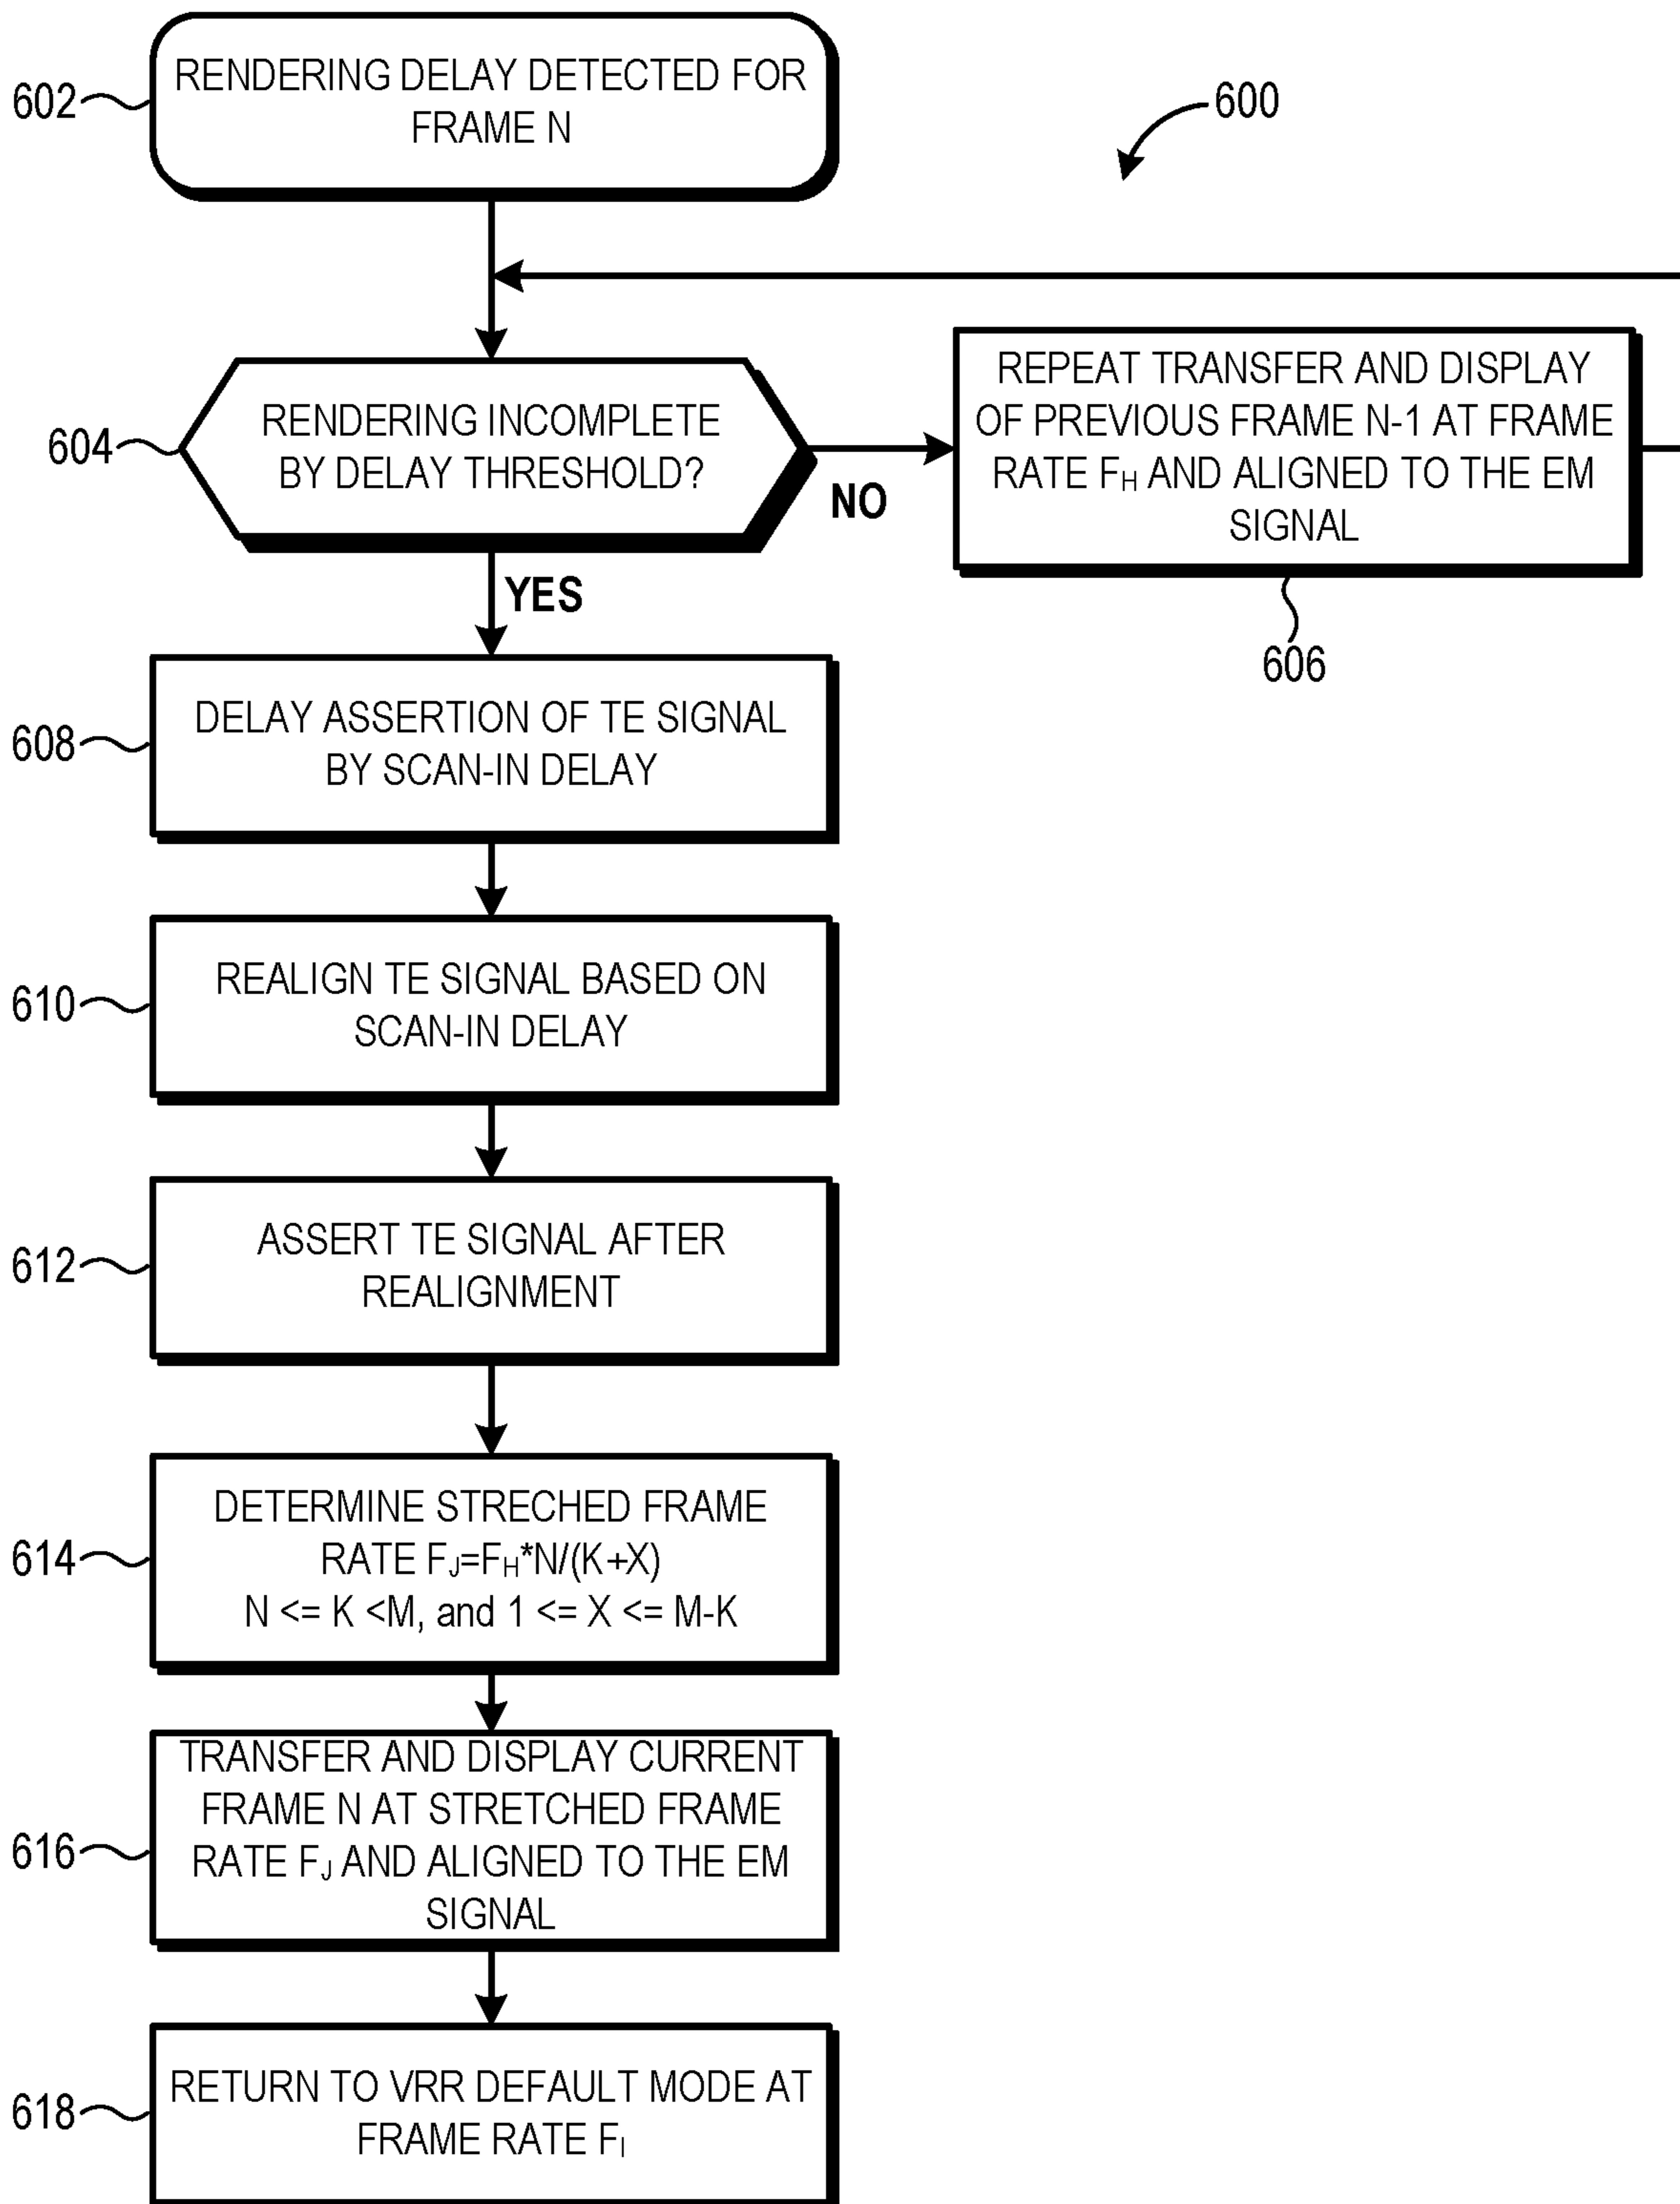 602
RENDERING DELAY DETECTED FOR
FRAME N
600
604
RENDERING INCOMPLETE
BY DELAY THRESHOLD?
NO
YES
REPEAT TRANSFER AND DISPLAY
OF PREVIOUS FRAME N-1 AT FRAME
RATE FH AND ALIGNED TO THE EM
SIGNAL
606
608
DELAY ASSERTION OF TE SIGNAL
BY SCAN-IN DELAY
610
REALIGN TE SIGNAL BASED ON
SCAN-IN DELAY
612
ASSERT TE SIGNAL AFTER
REALIGNMENT
614
DETERMINE STRECHED FRAME
RATE FJ=FH*N/(K+X)
N <= K <M, and 1 <= X <= M-K
616
TRANSFER AND DISPLAY CURRENT
FRAME N AT STRETCHED FRAME
RATE FJ AND ALIGNED TO THE EM
SIGNAL
618
RETURN TO VRR DEFAULT MODE AT
FRAME RATE FI